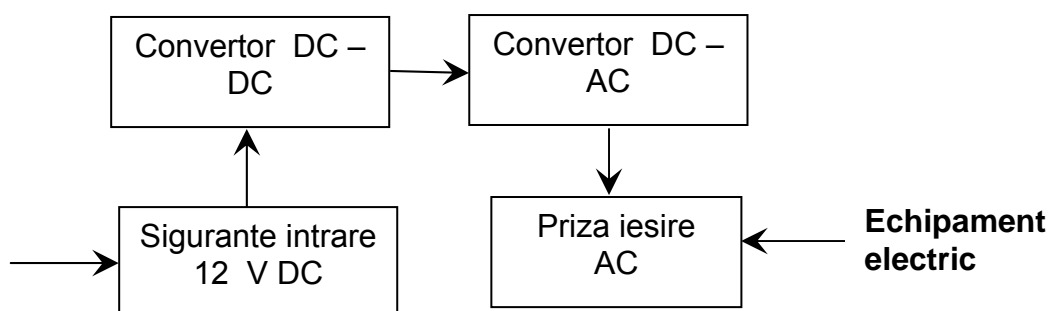 Convertor DC –
DC
Convertor DC –
AC
Sigurante intrare
12 V DC
Priza iesire
AC
Echipament
electric